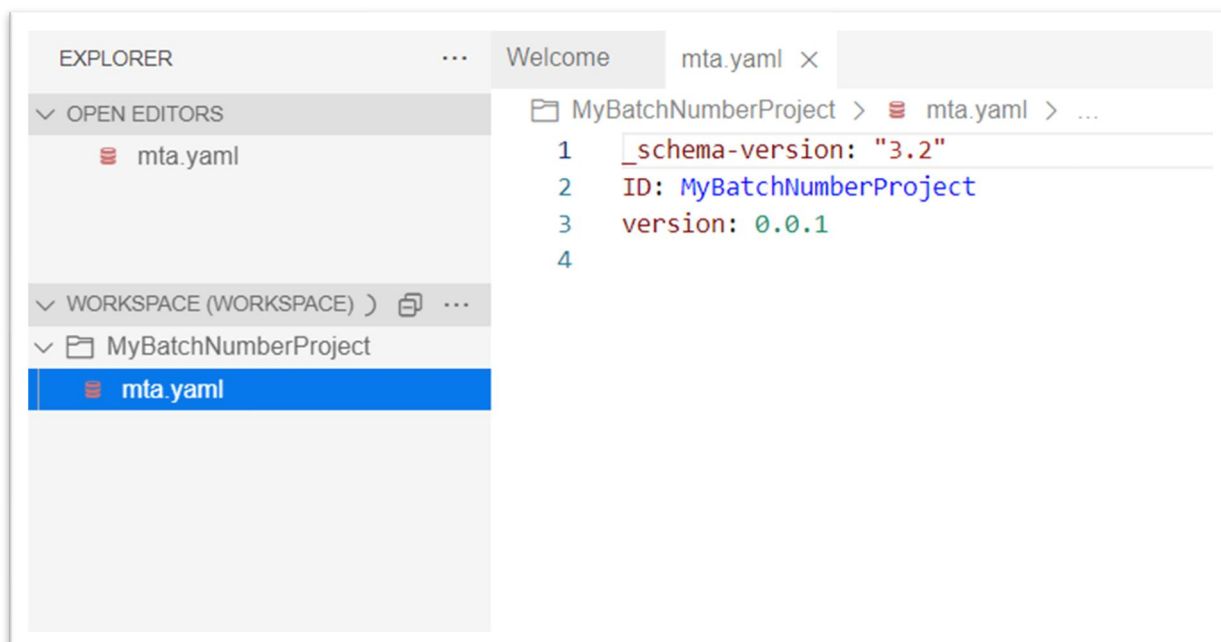 EXPLORER ...
OPEN EDITORS
mta.yaml
WORKSPACE (WORKSPACE) ) ...
MyBatchNumberProject
mta.yaml
Welcome mta.yaml ×
MyBatchNumberProject > mta.yaml > ...
1 _schema-version: "3.2"
2 ID: MyBatchNumberProject
3 version: 0.0.1
4